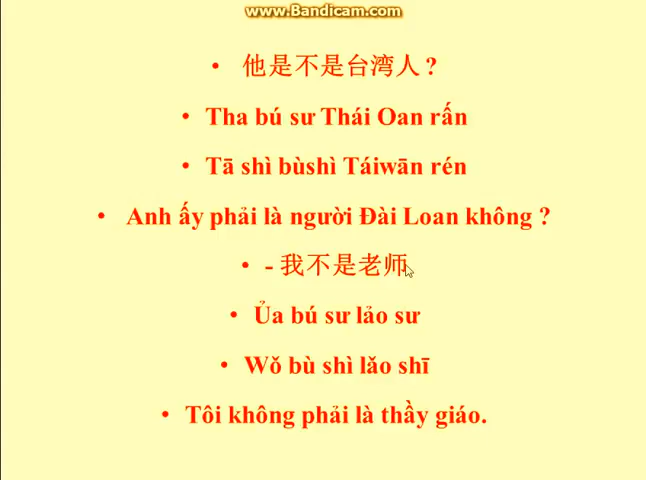 www.Bandicam.com
• 他是不是台湾人 ?
• Tha bú sư Thái Oan rấn
• Tā shì bùshì Táiwān rén
• Anh ấy phải là người Đài Loan không ?
• - 我不是老师
• Ủa bú sư lảo sư
• Wǒ bù shì lǎo shī
• Tôi không phải là thầy giáo.